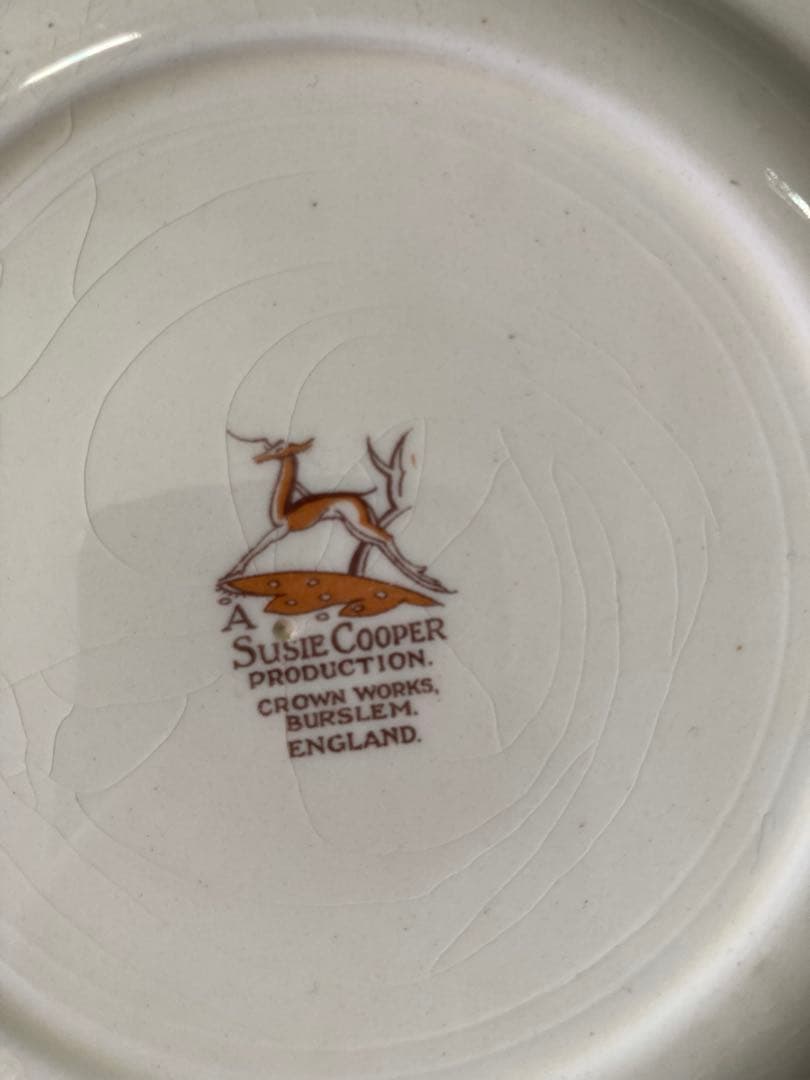 A
SUSIE COOPER
PRODUCTION.
CROWN WORKS,
BURSLEM.
ENGLAND.